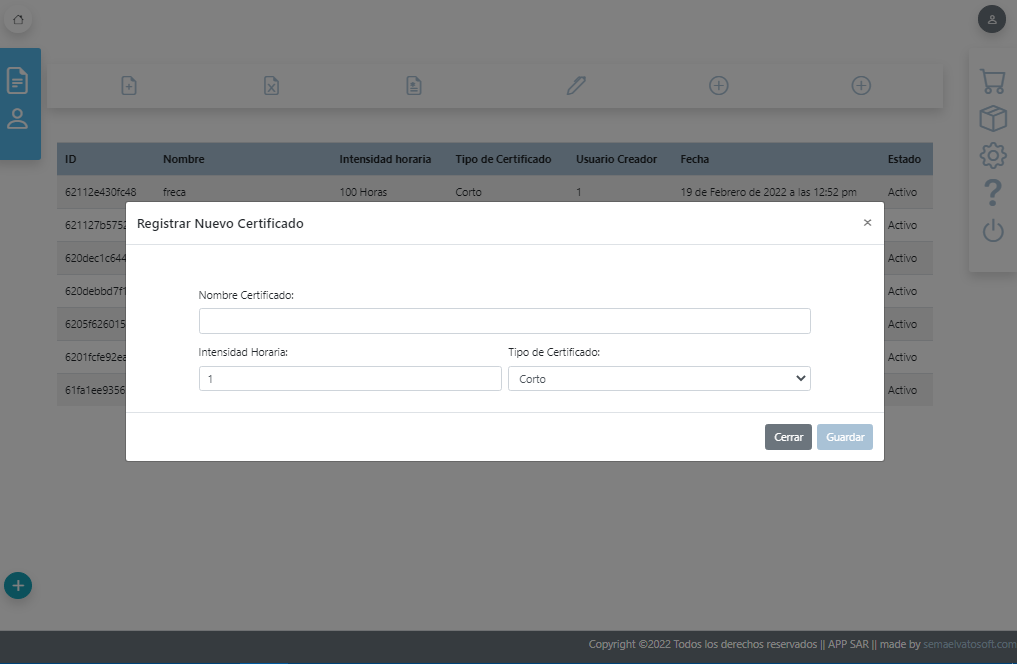 ID Nombre Intensidad horaria Tipo de Certificado Usuario Creador Fecha Estado
62112e430fc48 freca 100 Horas Corto 1 19 de Febrero de 2022 a las 12:52 pm Activo
Registrar Nuevo Certificado ×
621127b5752 Activo
620dec1c644 Activo
620debbd7f1 Activo
Nombre Certificado:
6205f626015 Activo
Intensidad Horaria: Tipo de Certificado:
6201fcfe92ea Activo
1 Corto
61fa1ee9356 Activo
Cerrar Guardar
Copyright ©2022 Todos los derechos reservados || APP SAR || made by semaelvatosoft.com